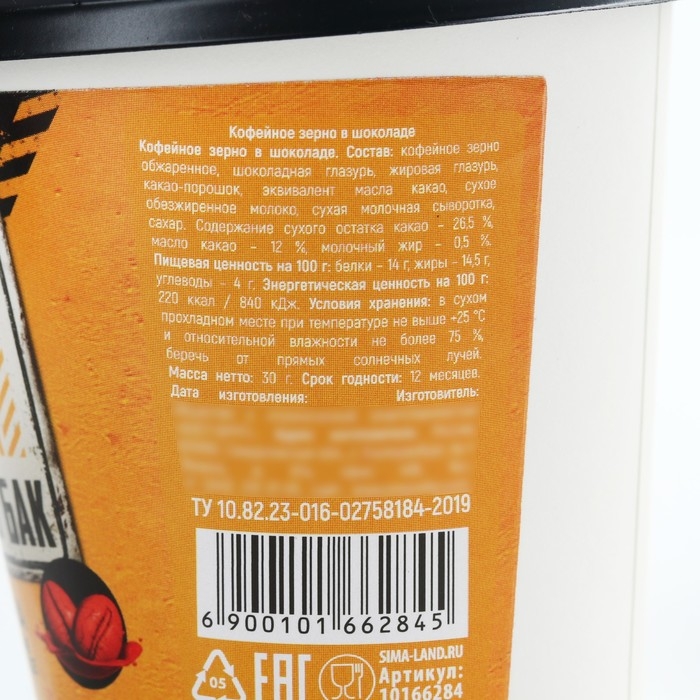 Кофейное зерно в шоколаде
Кофейное зерно в шоколаде. Состав: кофейное зерно
обжаренное, шоколадная глазурь, жировая глазурь,
какао-порошок, эквивалент масла какао, сухое
обезжиренное молоко, сухая молочная сыворотка,
сахар. Содержание сухого остатка какао - 26,5 %,
масло какао - 12 %, молочный жир - 0,5 %.
Пищевая ценность на 100 г: белки - 14 г, жиры - 14,5 г,
углеводы - 4 г. Энергетическая ценность на 100 г:
220 ккал / 840 кДж. Условия хранения: в сухом
прохладном месте при температуре не выше +25 °C
и относительной влажности не более 75 %,
беречь от прямых солнечных лучей.
Масса нетто: 30 г. Срок годности: 12 месяцев.
Дата изготовления: Изготовитель:
ТУ 10.82.23-016-02758184-2019
6 900101 662845
БАК
05
EAC
SIMA-LAND.RU
Артикул:
10166284